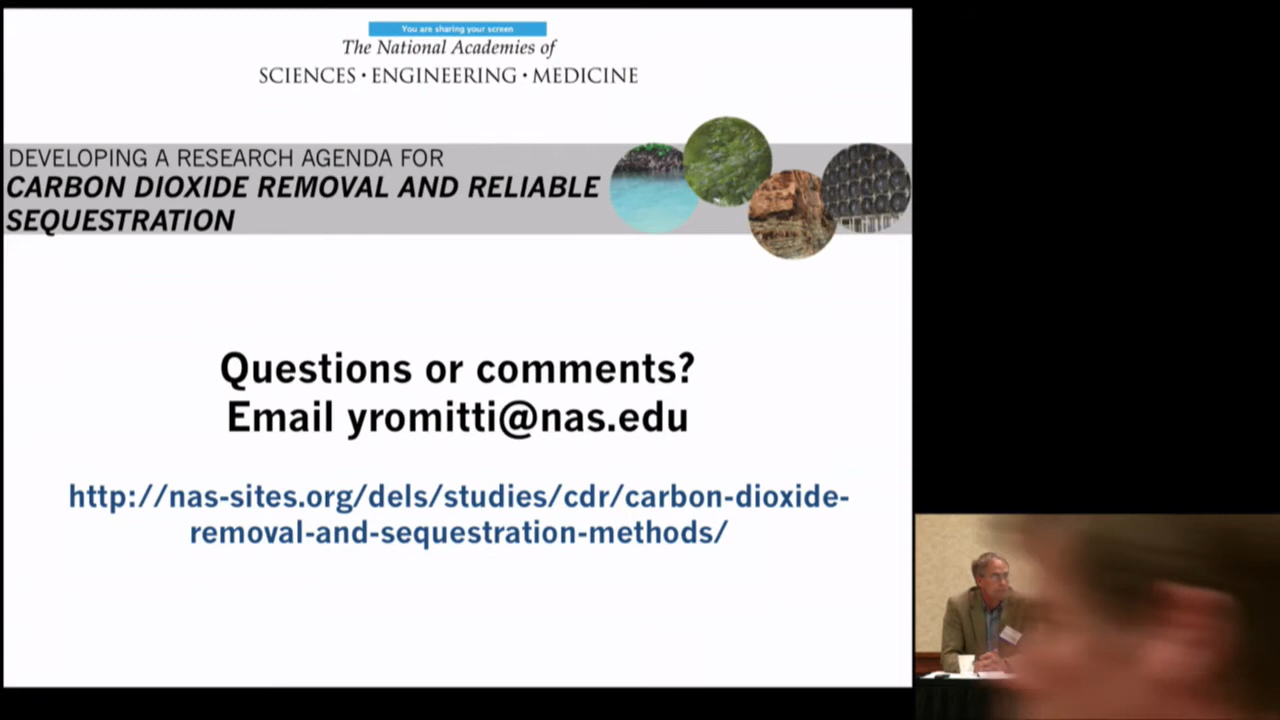 You are sharing your screen
The National Academies of
SCIENCES · ENGINEERING · MEDICINE
DEVELOPING A RESEARCH AGENDA FOR
CARBON DIOXIDE REMOVAL AND RELIABLE
SEQUESTRATION
Questions or comments?
Email yromitti@nas.edu
http://nas-sites.org/dels/studies/cdr/carbon-dioxide-
removal-and-sequestration-methods/